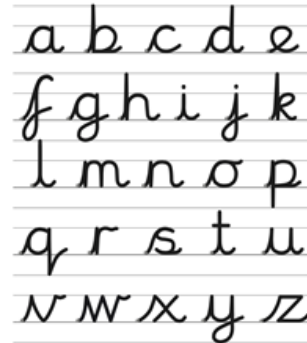 a b c d e
f g h i j k
l m n o p
q r s t u
v w x y z